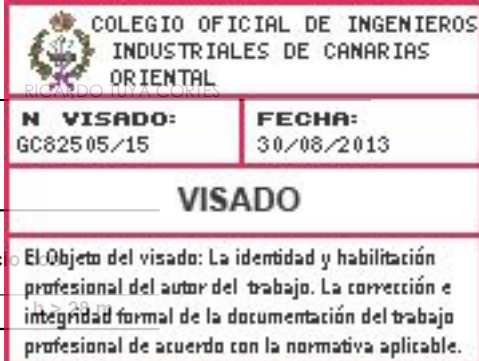 COLEGIO OFICIAL DE INGENIEROS
INDUSTRIALES DE CANARIAS
ORIENTAL
RICARDO TUYA CORTES
N VISADO:
GC82505/15
FECHA:
30/08/2013
VISADO
El Objeto del visado: La identidad y habilitación
profesional del autor del trabajo. La corrección e
integridad formal de la documentación del trabajo
profesional de acuerdo con la normativa aplicable.